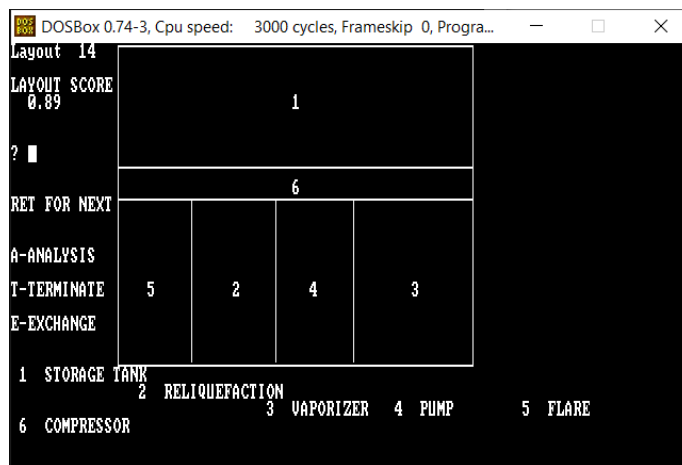 DOSBox 0.74-3, Cpu speed: 3000 cycles, Frameskip 0, Progra...
Layout 14
LAYOUT SCORE
0.89
1
?
6
RET FOR NEXT
A-ANALYSIS
T-TERMINATE 5 2 4 3
E-EXCHANGE
1 STORAGE TANK
2 RELIQUEFACTION
3 VAPORIZER 4 PUMP 5 FLARE
6 COMPRESSOR